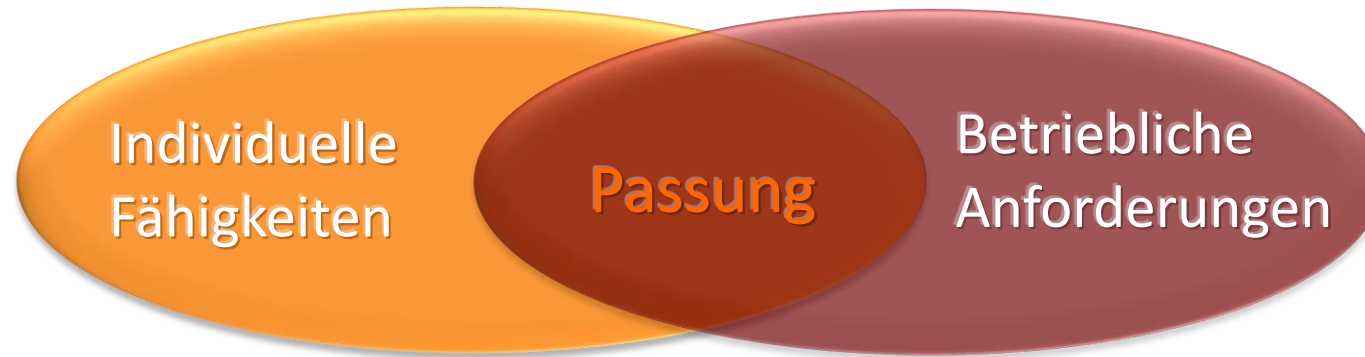 Individuelle
Fähigkeiten
Passung
Betriebliche
Anforderungen